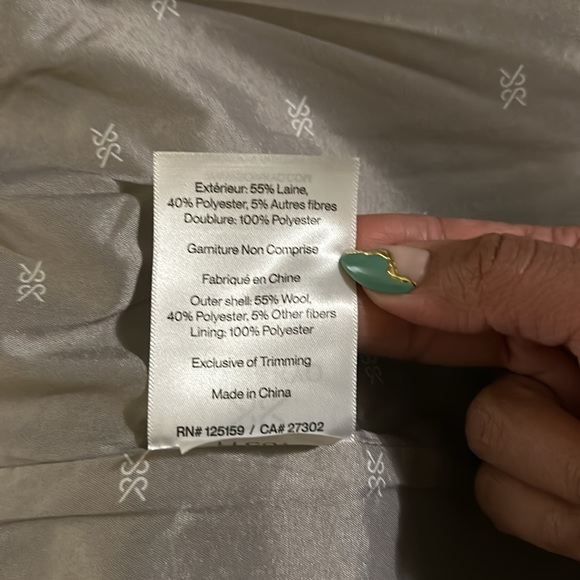 Extérieur: 55% Laine,
40% Polyester, 5% Autres fibres
Doublure: 100% Polyester
Garniture Non Comprise
Fabriqué en Chine
Outer shell: 55% Wool,
40% Polyester, 5% Other fibers
Lining: 100% Polyester
Exclusive of Trimming
Made in China
RN# 125159 / CA# 27302